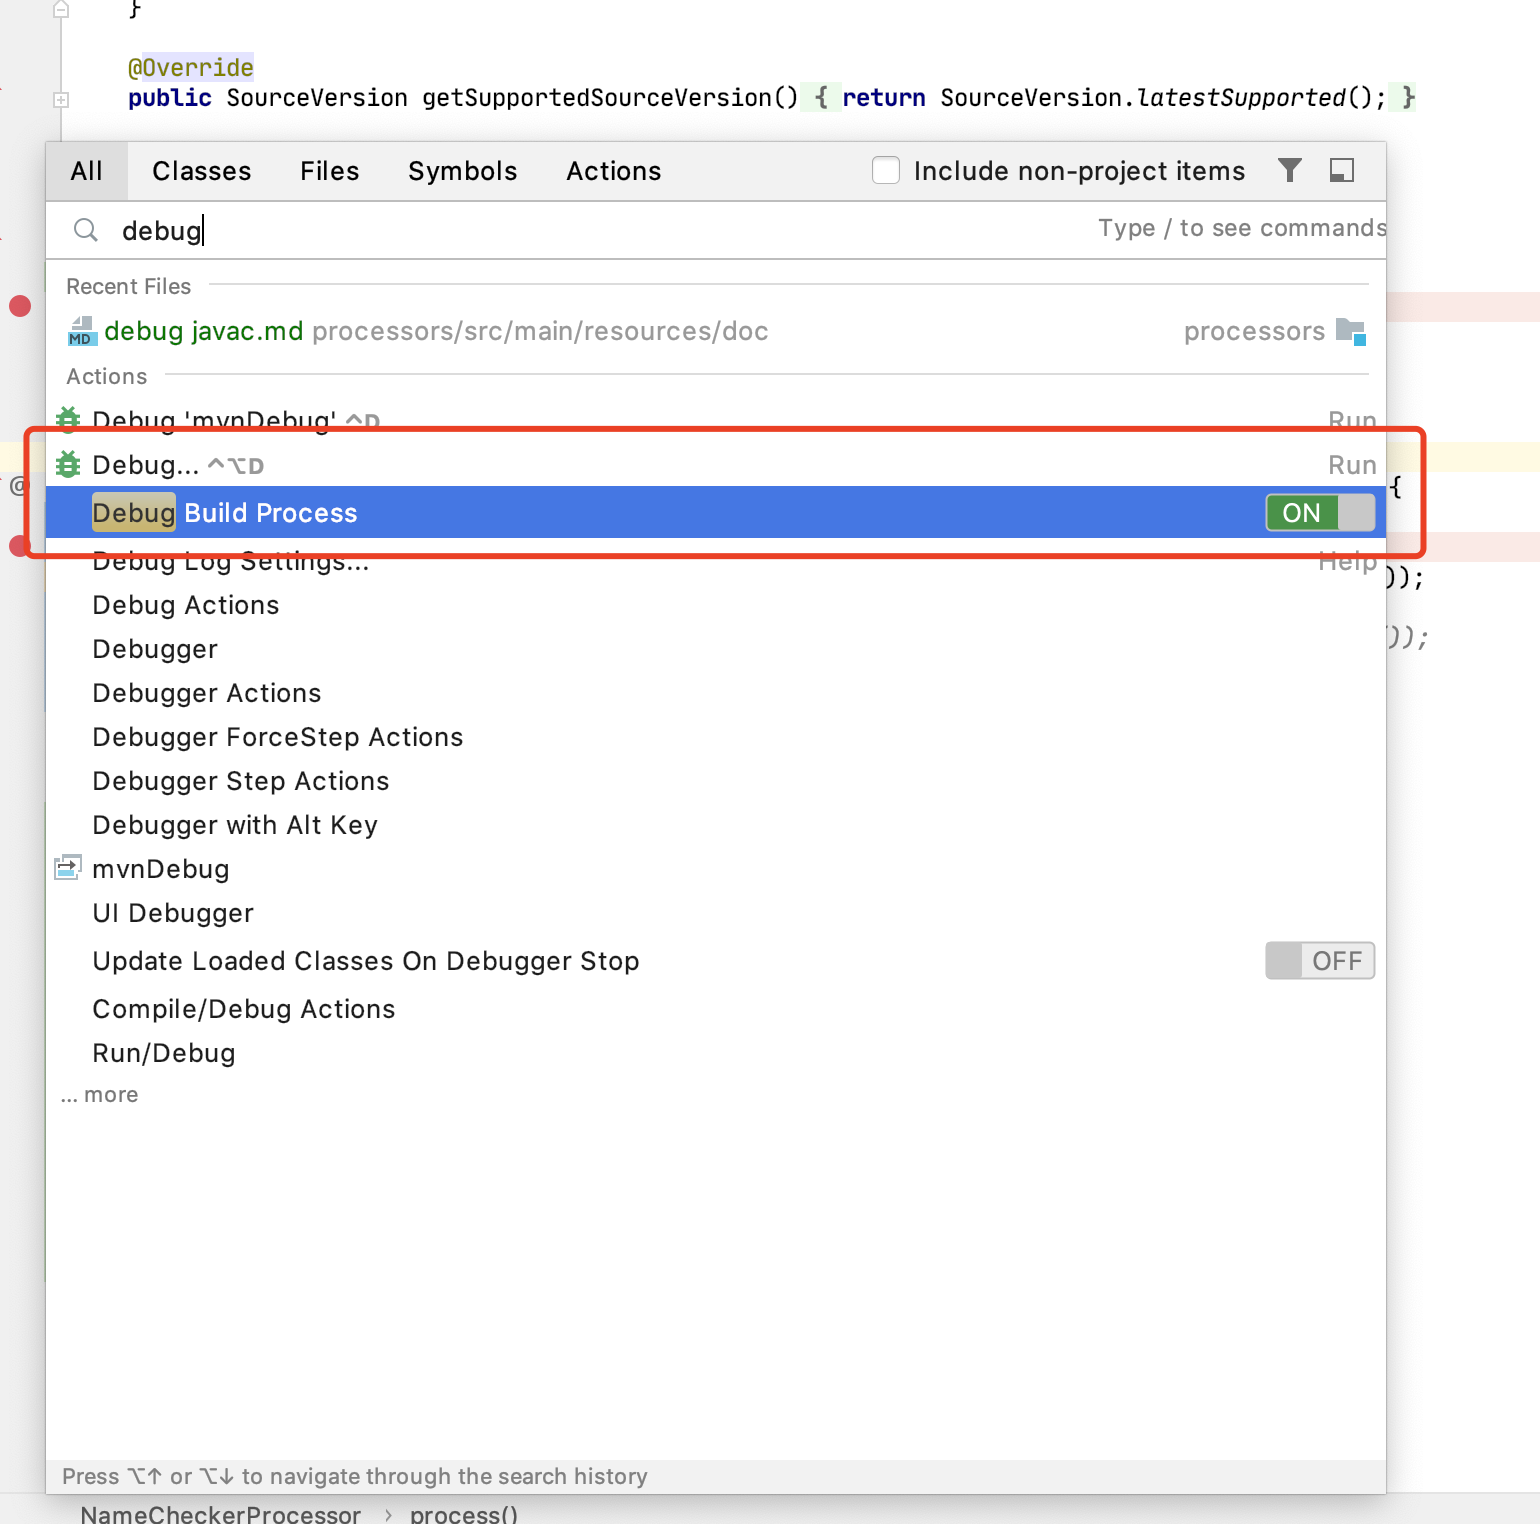 }
@Override
public SourceVersion getSupportedSourceVersion() { return SourceVersion.latestSupported(); }
All Classes Files Symbols Actions Include non-project items
debug Type / to see commands
Recent Files
MD debug javac.md processors/src/main/resources/doc processors
Actions
Debug 'mvnDebug' ^D Run
Debug... ^⌥D Run
@ {
Debug Build Process ON
Debug Log Settings... Help
));
Debug Actions
());
Debugger
Debugger Actions
Debugger ForceStep Actions
Debugger Step Actions
Debugger with Alt Key
mvnDebug
UI Debugger
Update Loaded Classes On Debugger Stop OFF
Compile/Debug Actions
Run/Debug
... more
Press ⌥↑ or ⌥↓ to navigate through the search history
NameCheckerProcessor › process()